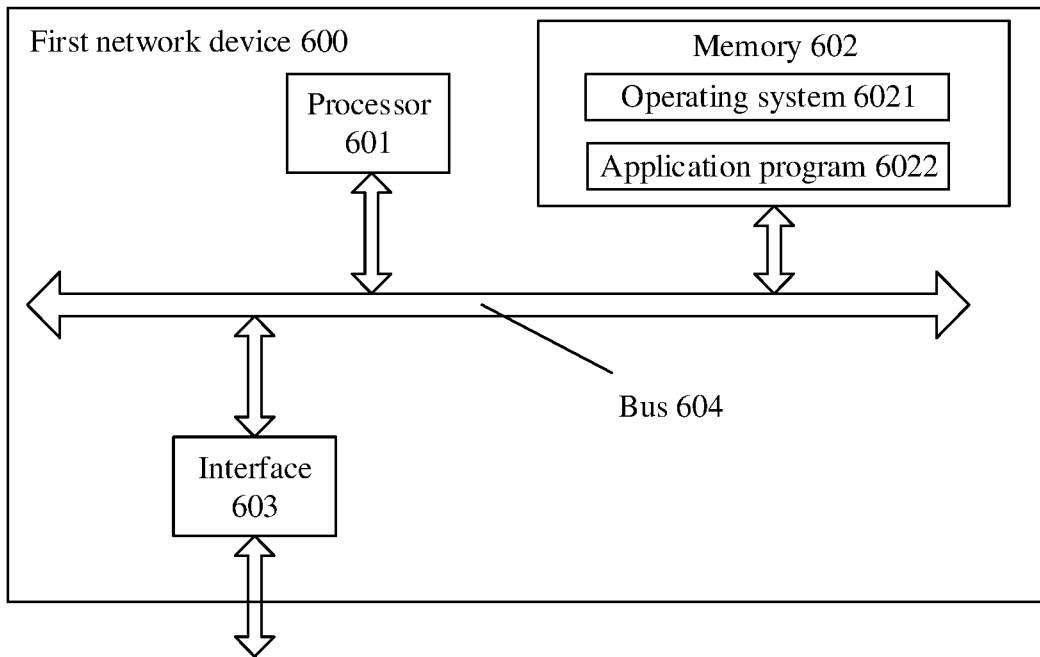 First network device 600
Memory 602
Operating system 6021
Application program 6022
Processor
601
Bus 604
Interface
603